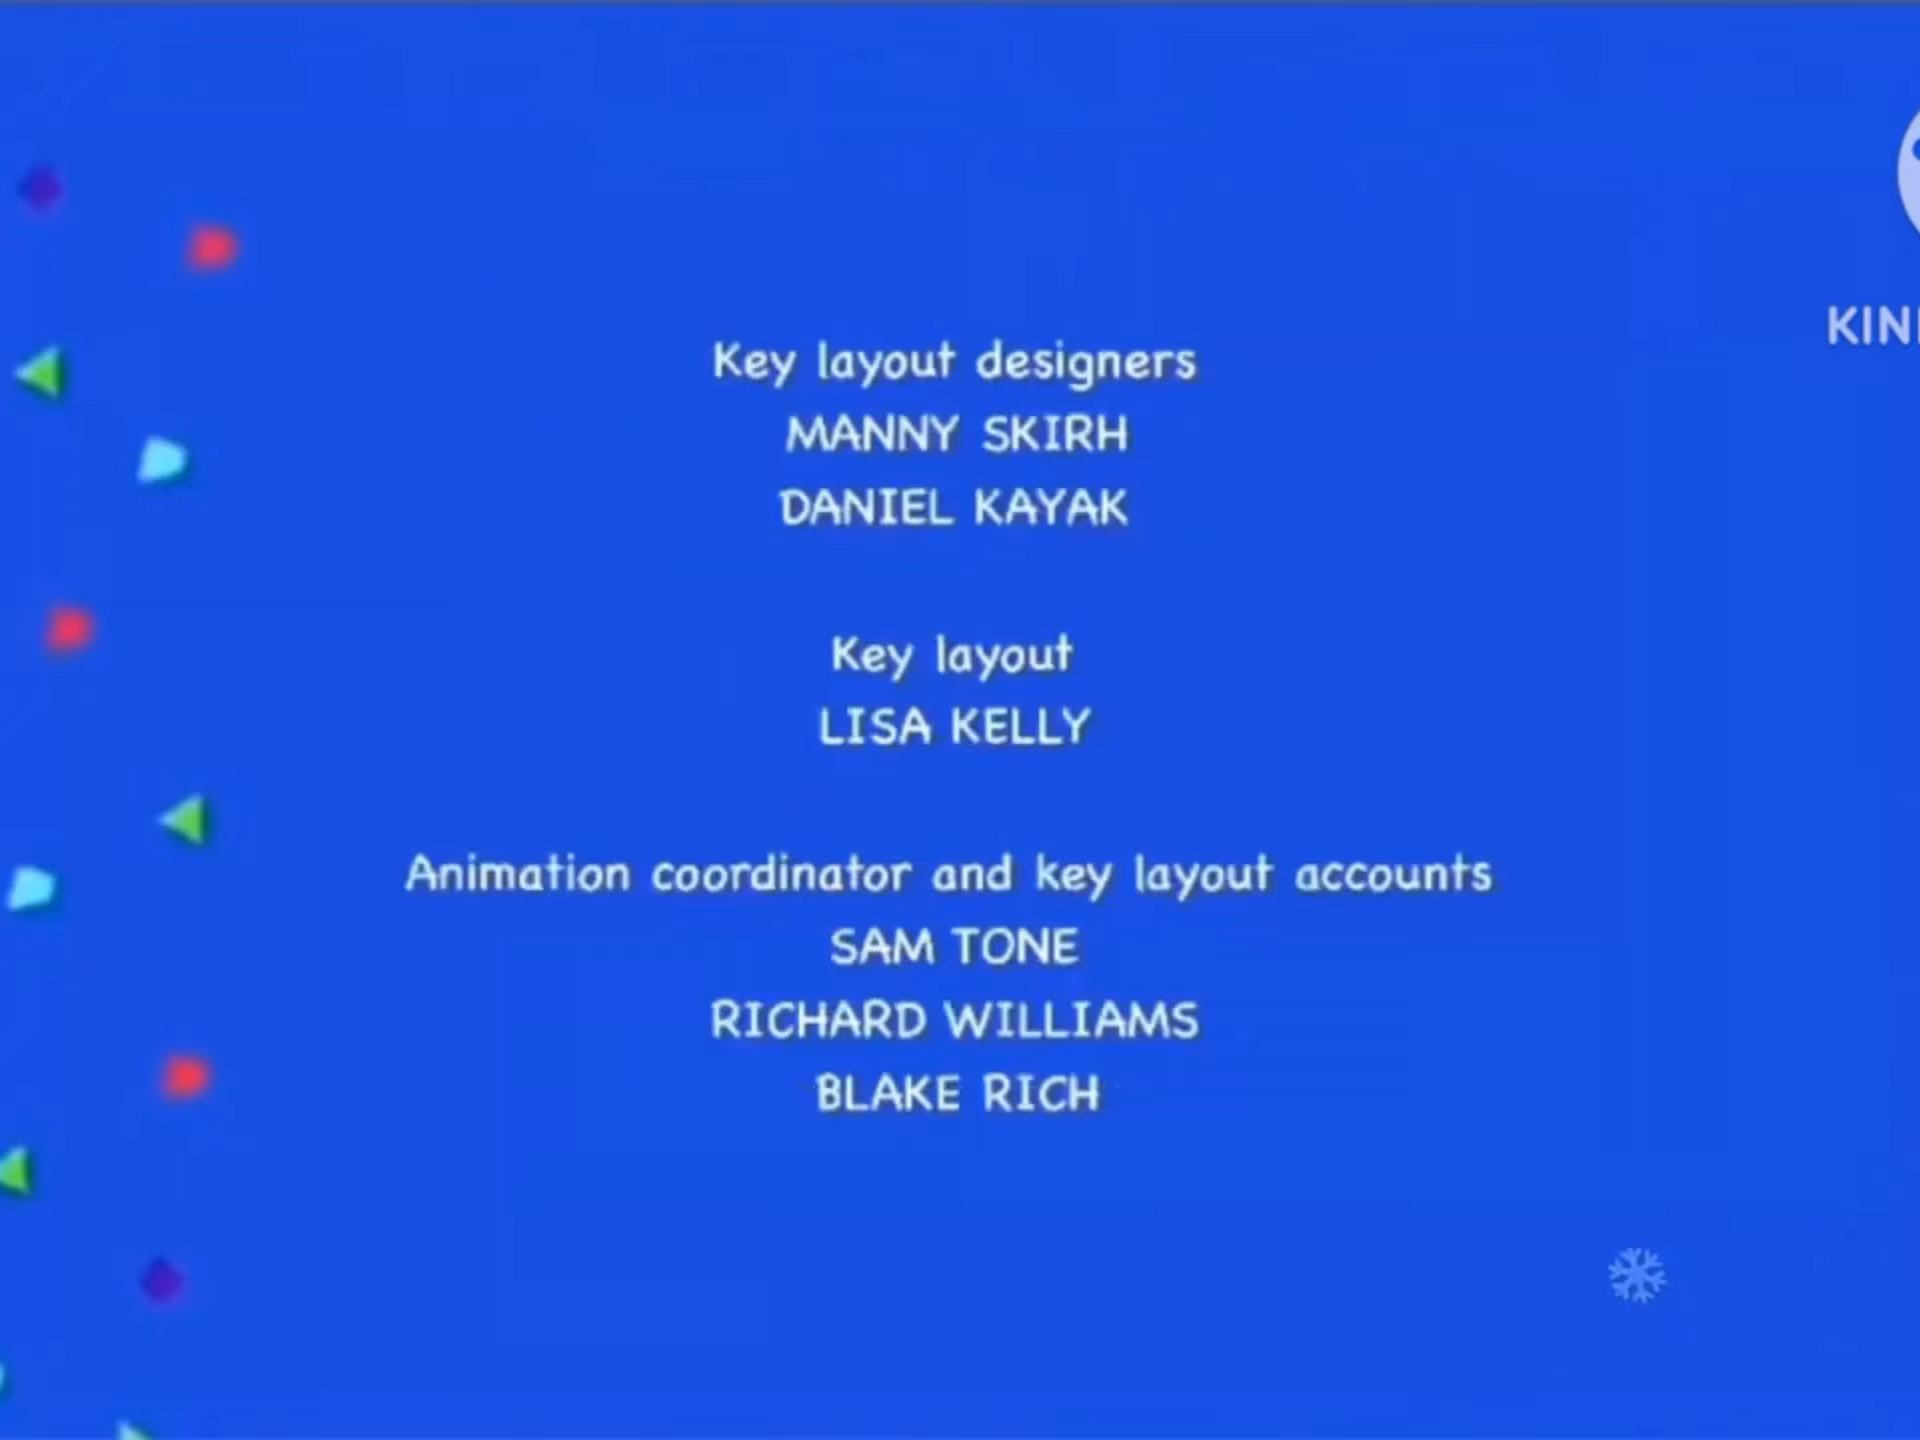 Key layout designers
MANNY SKIRH
DANIEL KAYAK
Key layout
LISA KELLY
Animation coordinator and key layout accounts
SAM TONE
RICHARD WILLIAMS
BLAKE RICH